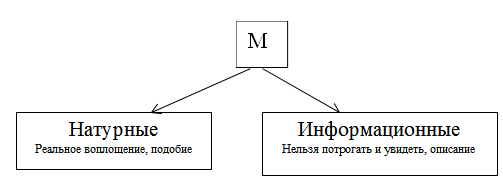 М
Натурные
Реальное воплощение, подобие
Информационные
Нельзя потрогать и увидеть, описание